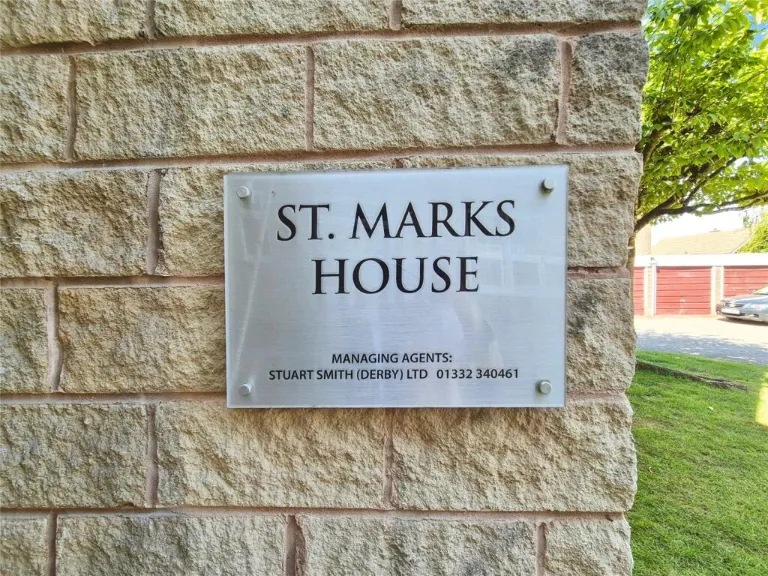 ST. MARKS
HOUSE
MANAGING AGENTS:
STUART SMITH (DERBY) LTD 01332 340461